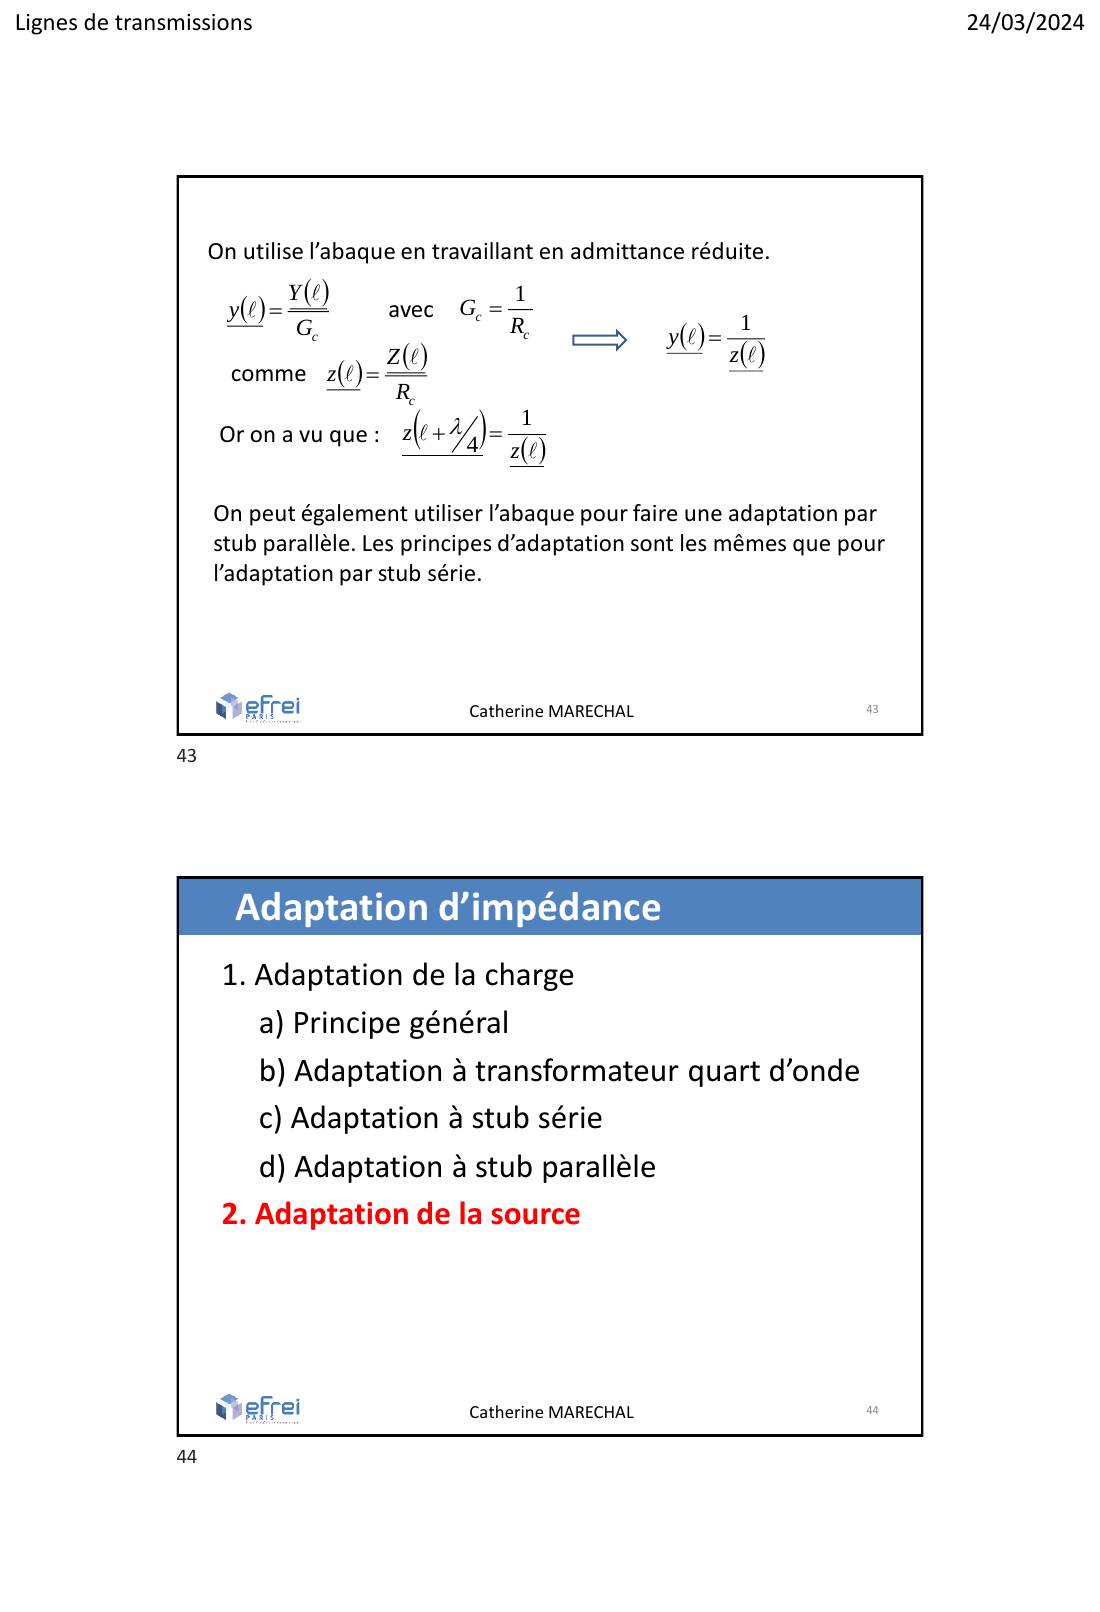 Lignes de transmissions 24/03/2024
On utilise l’abaque en travaillant en admittance réduite.
y(ℓ) = Y(ℓ) / G_c avec G_c = 1 / R_c
comme z(ℓ) = Z(ℓ) / R_c ⇒ y(ℓ) = 1 / z(ℓ)
Or on a vu que : z(ℓ + λ/4) = 1 / z(ℓ)
On peut également utiliser l’abaque pour faire une adaptation par
stub parallèle. Les principes d’adaptation sont les mêmes que pour
l’adaptation par stub série.
efrei
PARIS
Catherine MARECHAL
43
43
Adaptation d’impédance
1. Adaptation de la charge
a) Principe général
b) Adaptation à transformateur quart d’onde
c) Adaptation à stub série
d) Adaptation à stub parallèle
2. Adaptation de la source
efrei
PARIS
Catherine MARECHAL
44
44